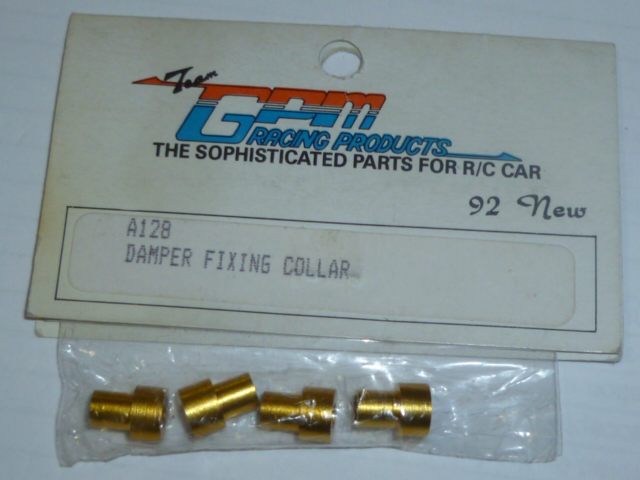 Team
GPM
RACING PRODUCTS
THE SOPHISTICATED PARTS FOR R/C CAR
92 New
A128
DAMPER FIXING COLLAR